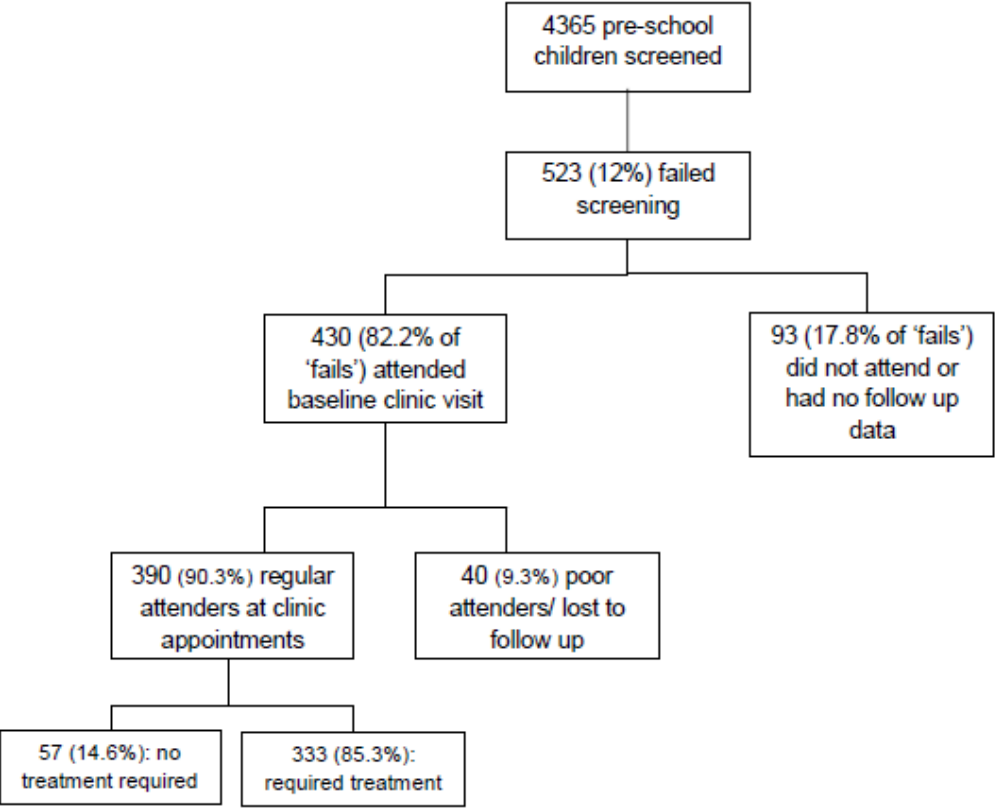 4365 pre-school
children screened
523 (12%) failed
screening
430 (82.2% of
‘fails’) attended
baseline clinic visit
93 (17.8% of ‘fails’)
did not attend or
had no follow up
data
390 (90.3%) regular
attenders at clinic
appointments
40 (9.3%) poor
attenders/ lost to
follow up
57 (14.6%): no
treatment required
333 (85.3%):
required treatment